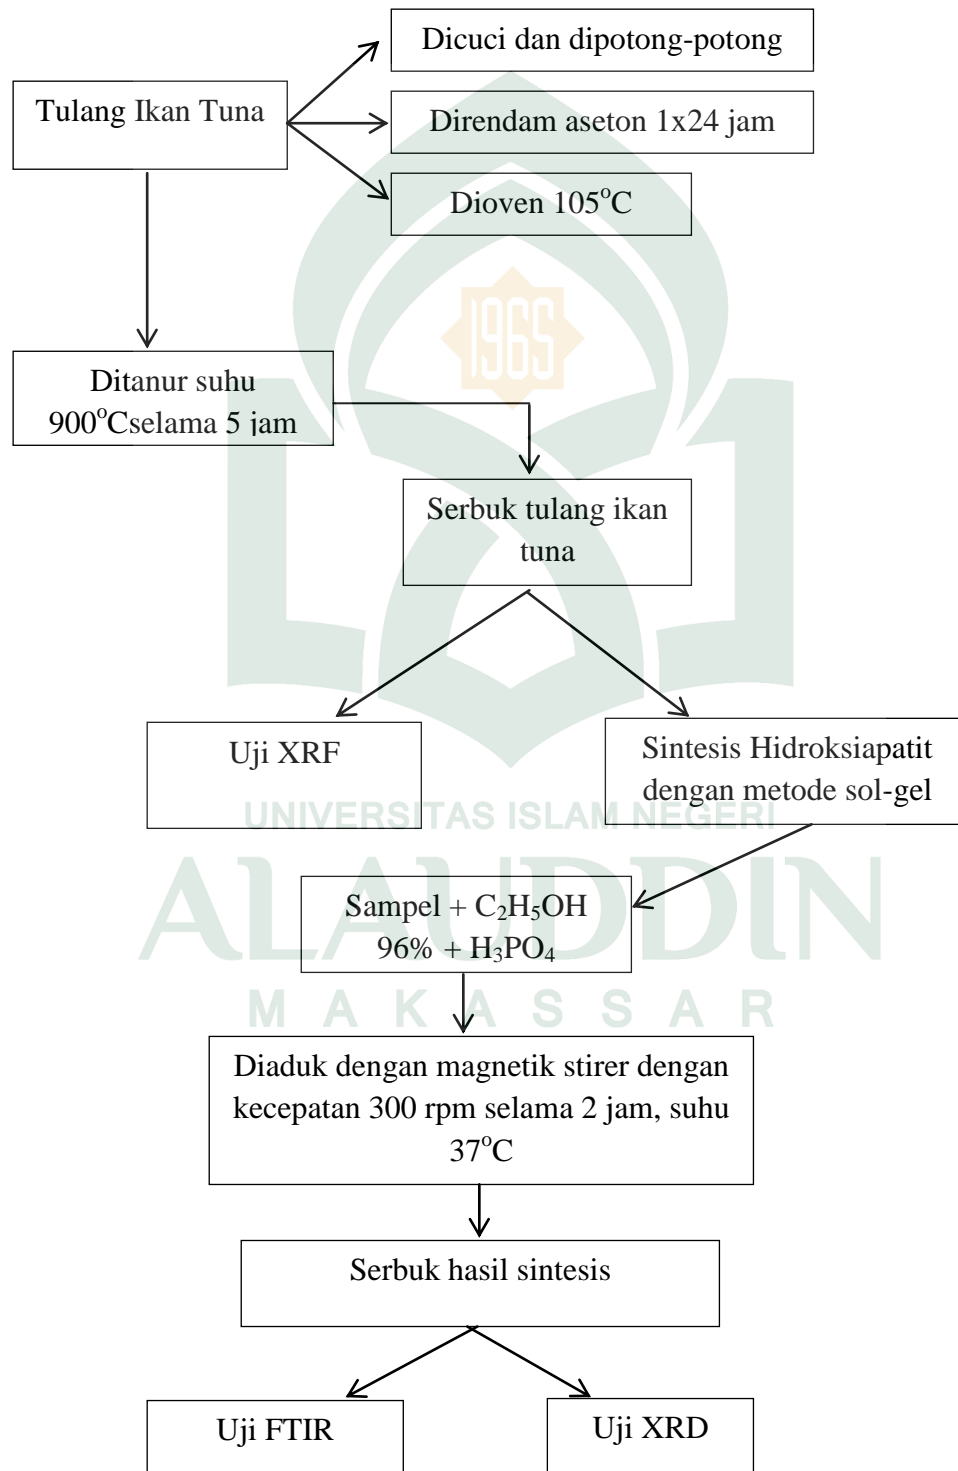 Dicuci dan dipotong-potong
Tulang Ikan Tuna
Direndam aseton 1x24 jam
Dioven 105°C
1965
Ditanur suhu
900°Cselama 5 jam
Serbuk tulang ikan
tuna
Uji XRF
Sintesis Hidroksiapatit
dengan metode sol-gel
UNIVERSITAS ISLAM NEGERI
ALAUDDIN
MAKASSAR
Sampel + C₂H₅OH
96% + H₃PO₄
Diaduk dengan magnetik stirer dengan
kecepatan 300 rpm selama 2 jam, suhu
37°C
Serbuk hasil sintesis
Uji FTIR
Uji XRD